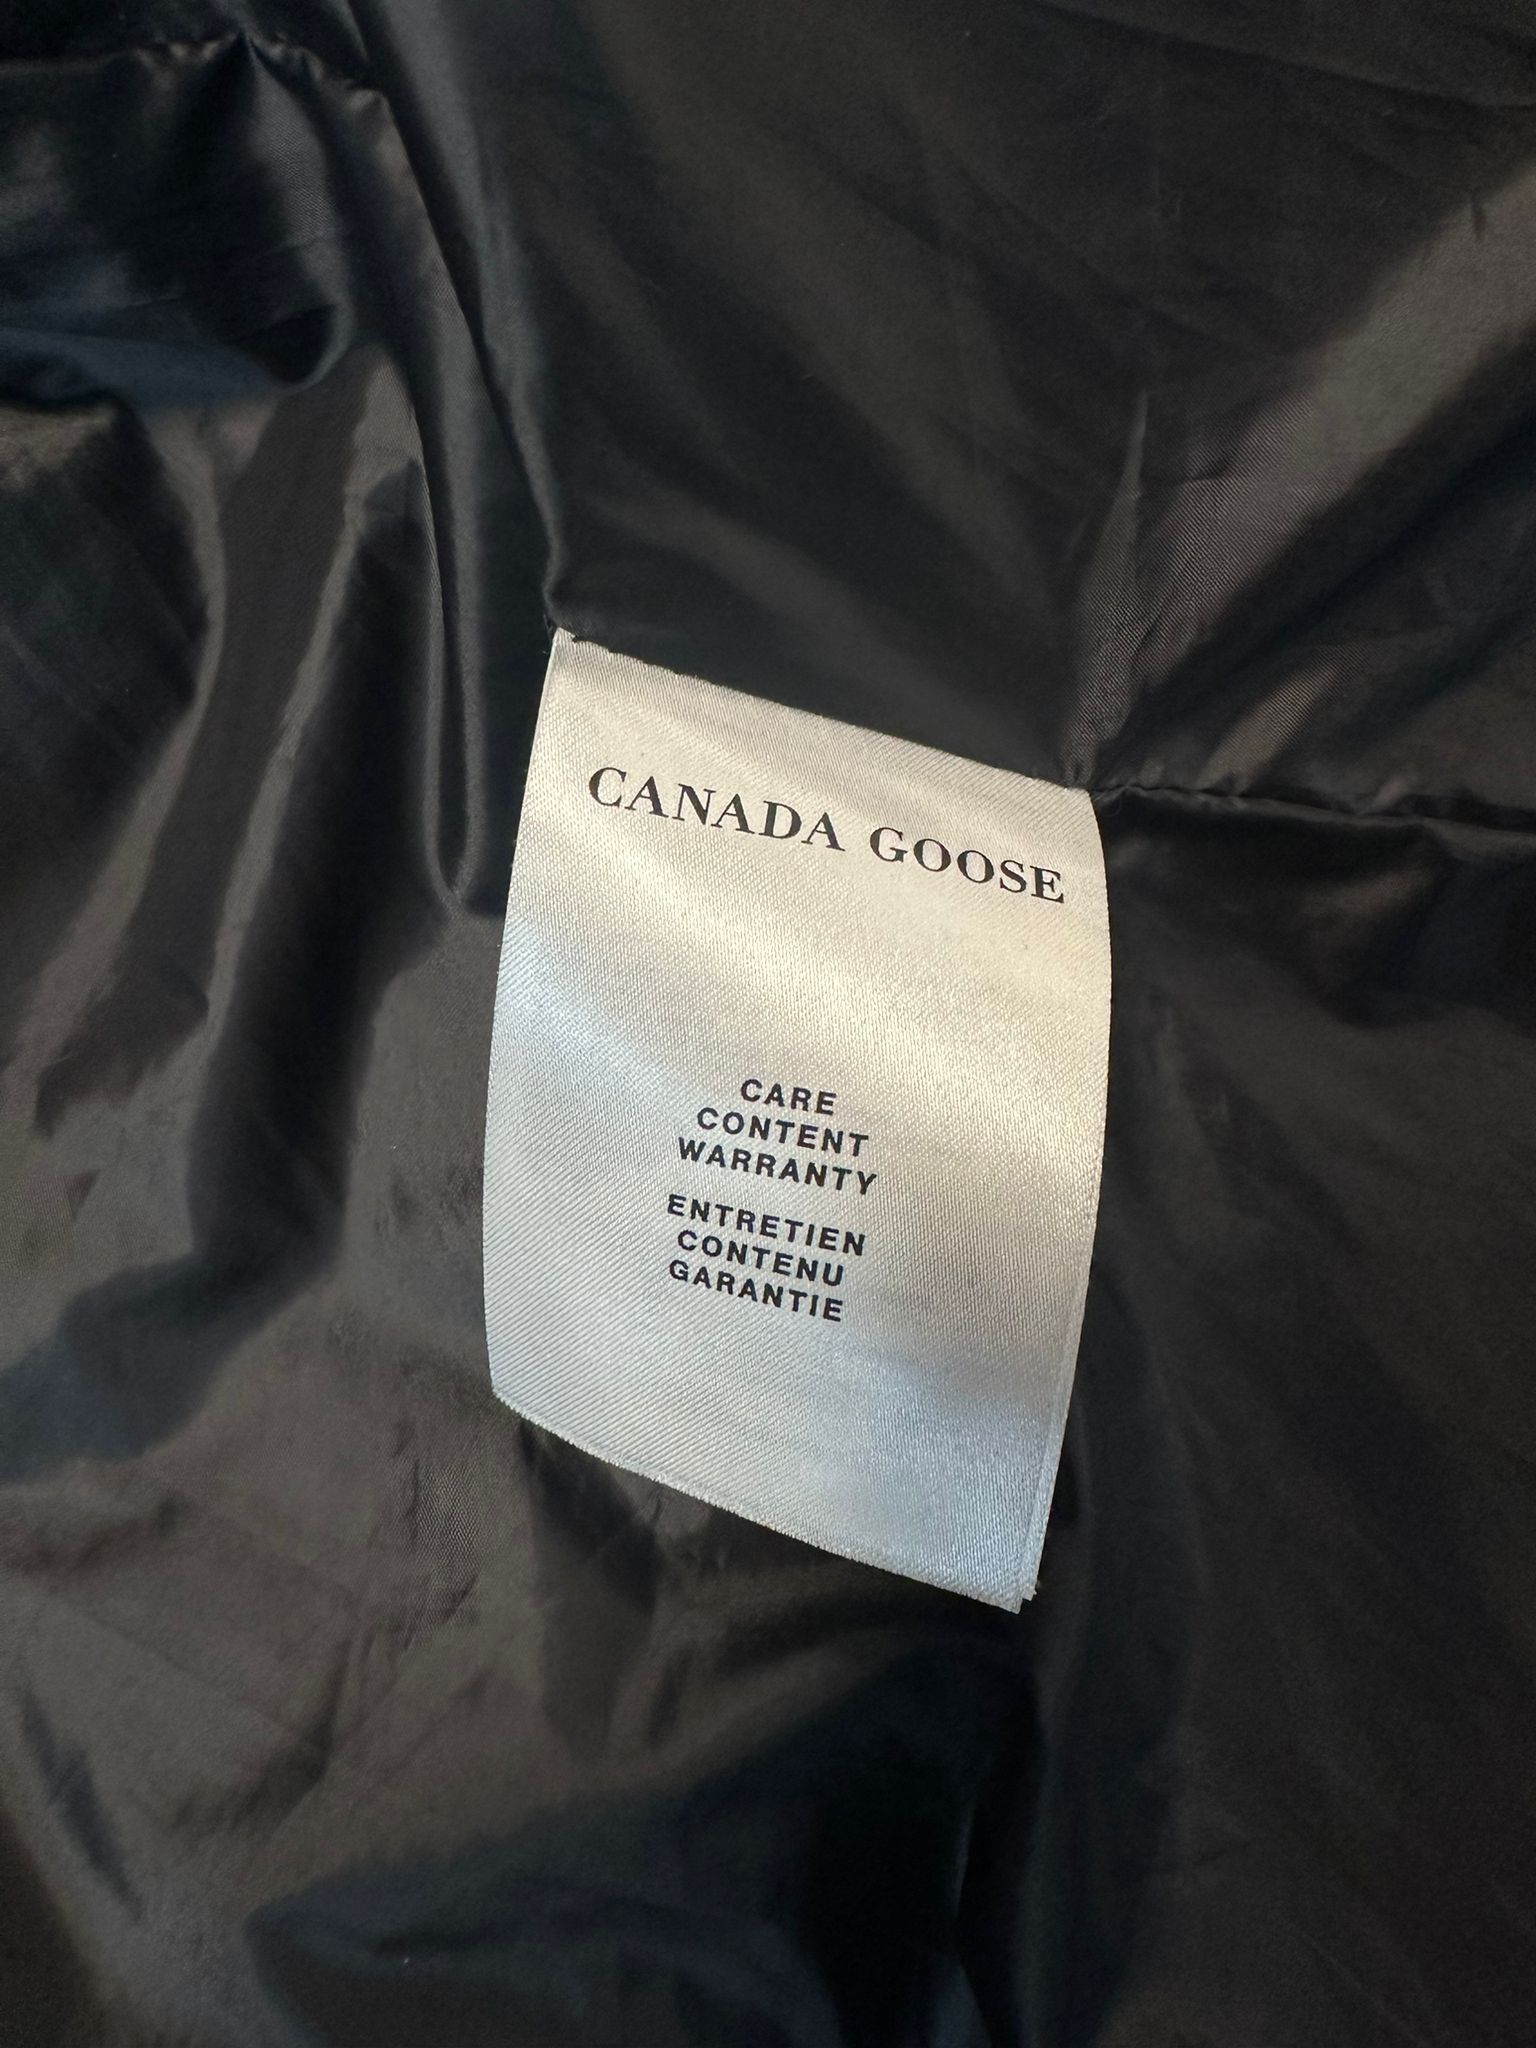 CANADA GOOSE
CARE
CONTENT
WARRANTY
ENTRETIEN
CONTENU
GARANTIE